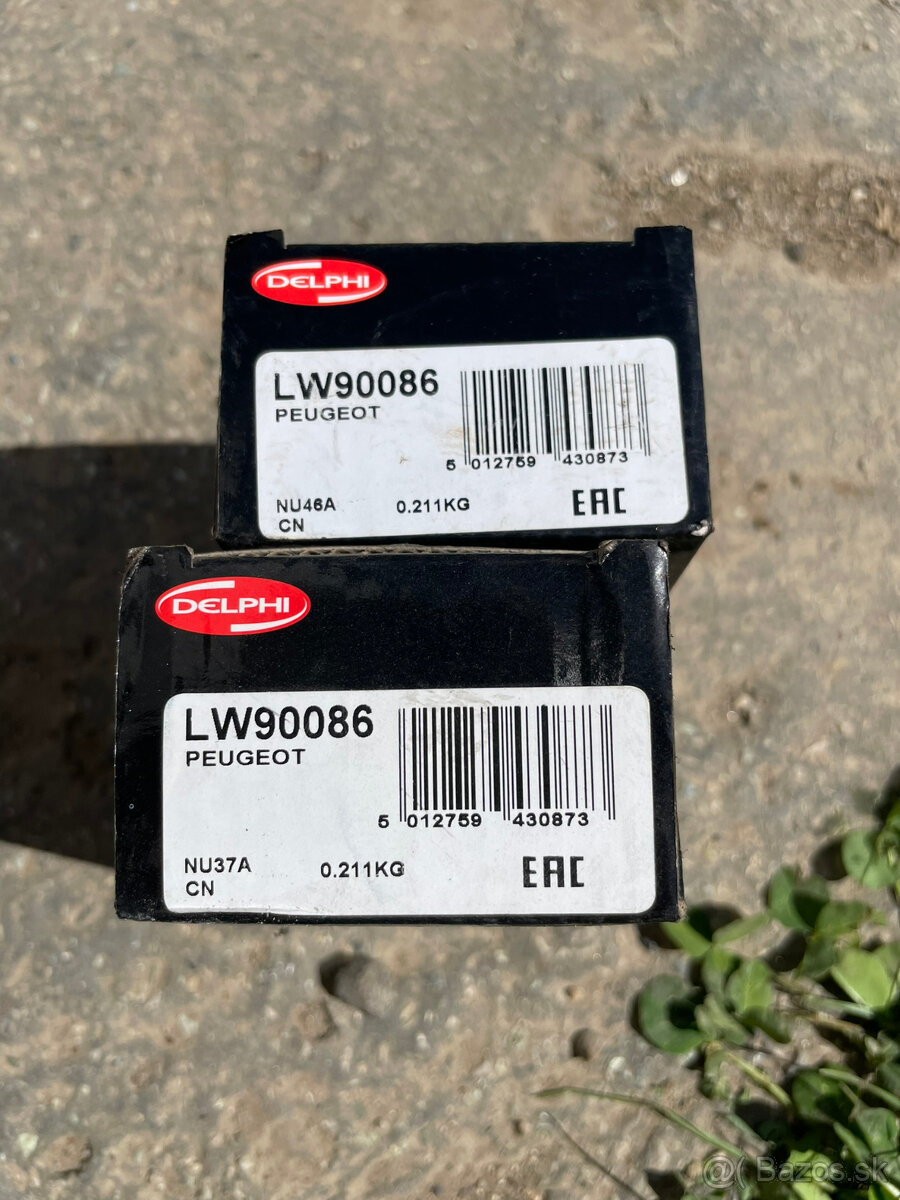 DELPHI
LW90086
PEUGEOT
5 012759 430873
NU46A
CN
0.211KG
EAC
DELPHI
LW90086
PEUGEOT
5 012759 430873
NU37A
CN
0.211KG
EAC
@( Bazos.sk